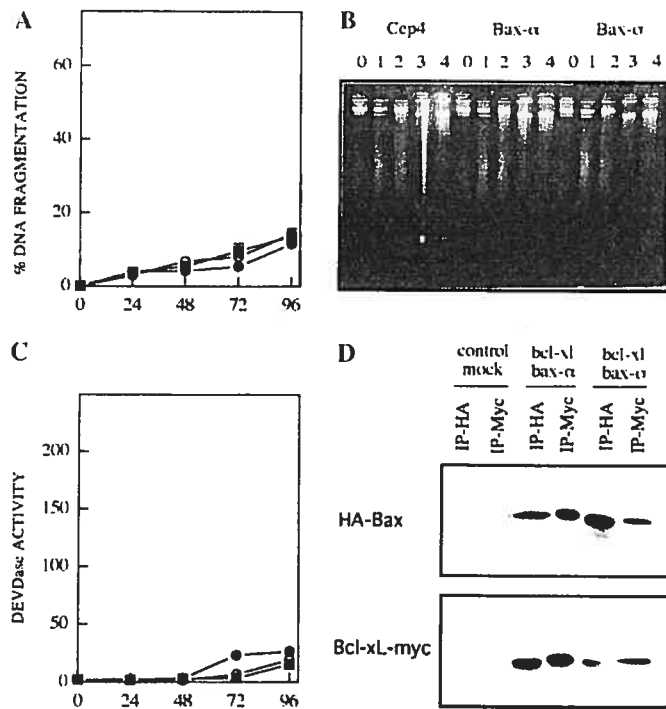 A
% DNA FRAGMENTATION
60
40
20
0
0 24 48 72 96
B
Ccp4 Bax-α Bax-σ
0 1 2 3 4 0 1 2 3 4 0 1 2 3 4
C
DEVDase ACTIVITY
200
150
100
50
0
0 24 48 72 96
D
control bcl-xl bcl-xl
mock bax-α bax-σ
IP-HA IP-Myc IP-HA IP-Myc IP-HA IP-Myc
HA-Bax
Bcl-xL-myc